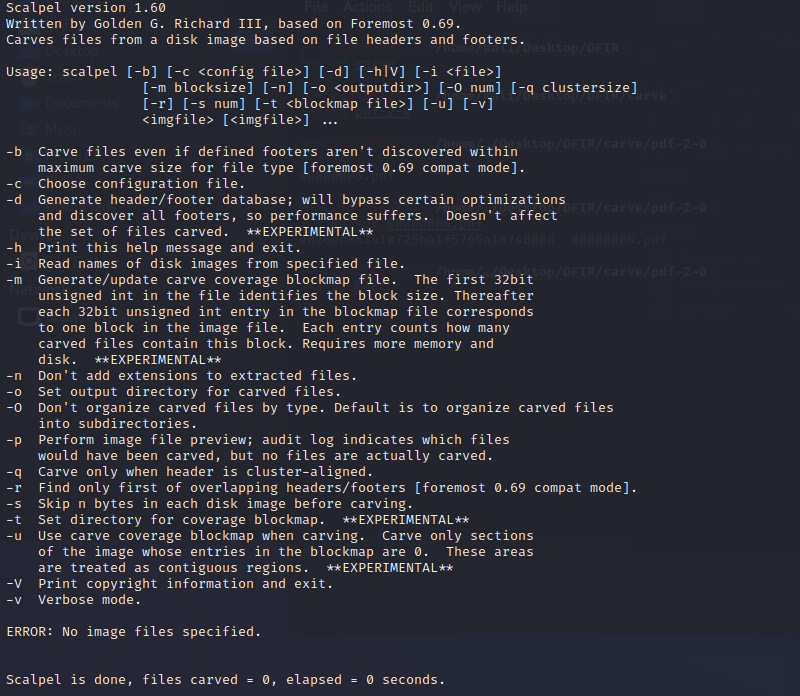 File Actions Edit View Help
Scalpel version 1.60
Written by Golden G. Richard III, based on Foremost 0.69.
Carves files from a disk image based on file headers and footers.
/home/kali/Desktop/DFIR
Desktop
Usage: scalpel [-b] [-c <config file>] [-d] [-h|V] [-i <file>]
[-m blocksize] [-n] [-o <outputdir>] [-O num] [-q clustersize]
[-r] [-s num] [-t <blockmap file>] [-u] [-v]
<imgfile> [<imgfile>] ...
Documents
Music
-b Carve files even if defined footers aren't discovered within
maximum carve size for file type [foremost 0.69 compat mode].
-c Choose configuration file.
-d Generate header/footer database; will bypass certain optimizations
and discover all footers, so performance suffers. Doesn't affect
the set of files carved. **EXPERIMENTAL**
-h Print this help message and exit.
-i Read names of disk images from specified file.
-m Generate/update carve coverage blockmap file. The first 32bit
unsigned int in the file identifies the block size. Thereafter
each 32bit unsigned int entry in the blockmap file corresponds
to one block in the image file. Each entry counts how many
carved files contain this block. Requires more memory and
disk. **EXPERIMENTAL**
-n Don't add extensions to extracted files.
-o Set output directory for carved files.
-O Don't organize carved files by type. Default is to organize carved files
into subdirectories.
-p Perform image file preview; audit log indicates which files
would have been carved, but no files are actually carved.
-q Carve only when header is cluster-aligned.
-r Find only first of overlapping headers/footers [foremost 0.69 compat mode].
-s Skip n bytes in each disk image before carving.
-t Set directory for coverage blockmap. **EXPERIMENTAL**
-u Use carve coverage blockmap when carving. Carve only sections
of the image whose entries in the blockmap are 0. These areas
are treated as contiguous regions. **EXPERIMENTAL**
-V Print copyright information and exit.
-v Verbose mode.
ERROR: No image files specified.
Scalpel is done, files carved = 0, elapsed = 0 seconds.